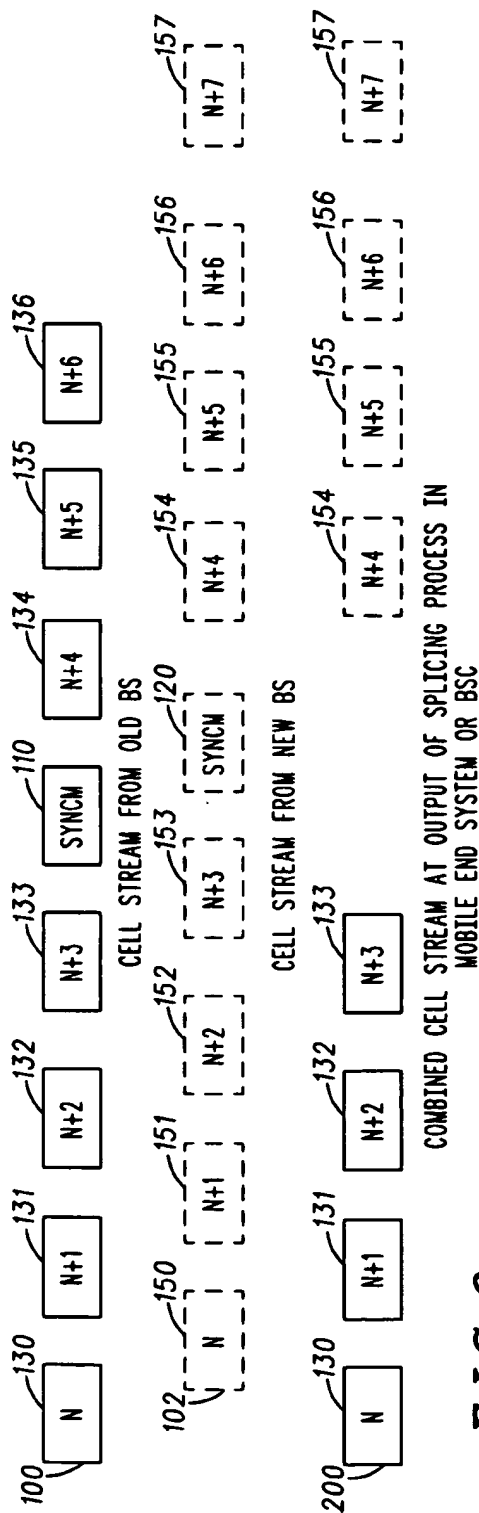 130 131 132 133 110 134 135 136
N N+1 N+2 N+3 SYNCM N+4 N+5 N+6
100
CELL STREAM FROM OLD BS
150 151 152 153 120 154 155 156 157
N N+1 N+2 N+3 SYNCM N+4 N+5 N+6 N+7
102
CELL STREAM FROM NEW BS
130 131 132 133 154 155 156 157
N N+1 N+2 N+3 N+4 N+5 N+6 N+7
200
COMBINED CELL STREAM AT OUTPUT OF SPLICING PROCESS IN
MOBILE END SYSTEM OR BSC
FIG.